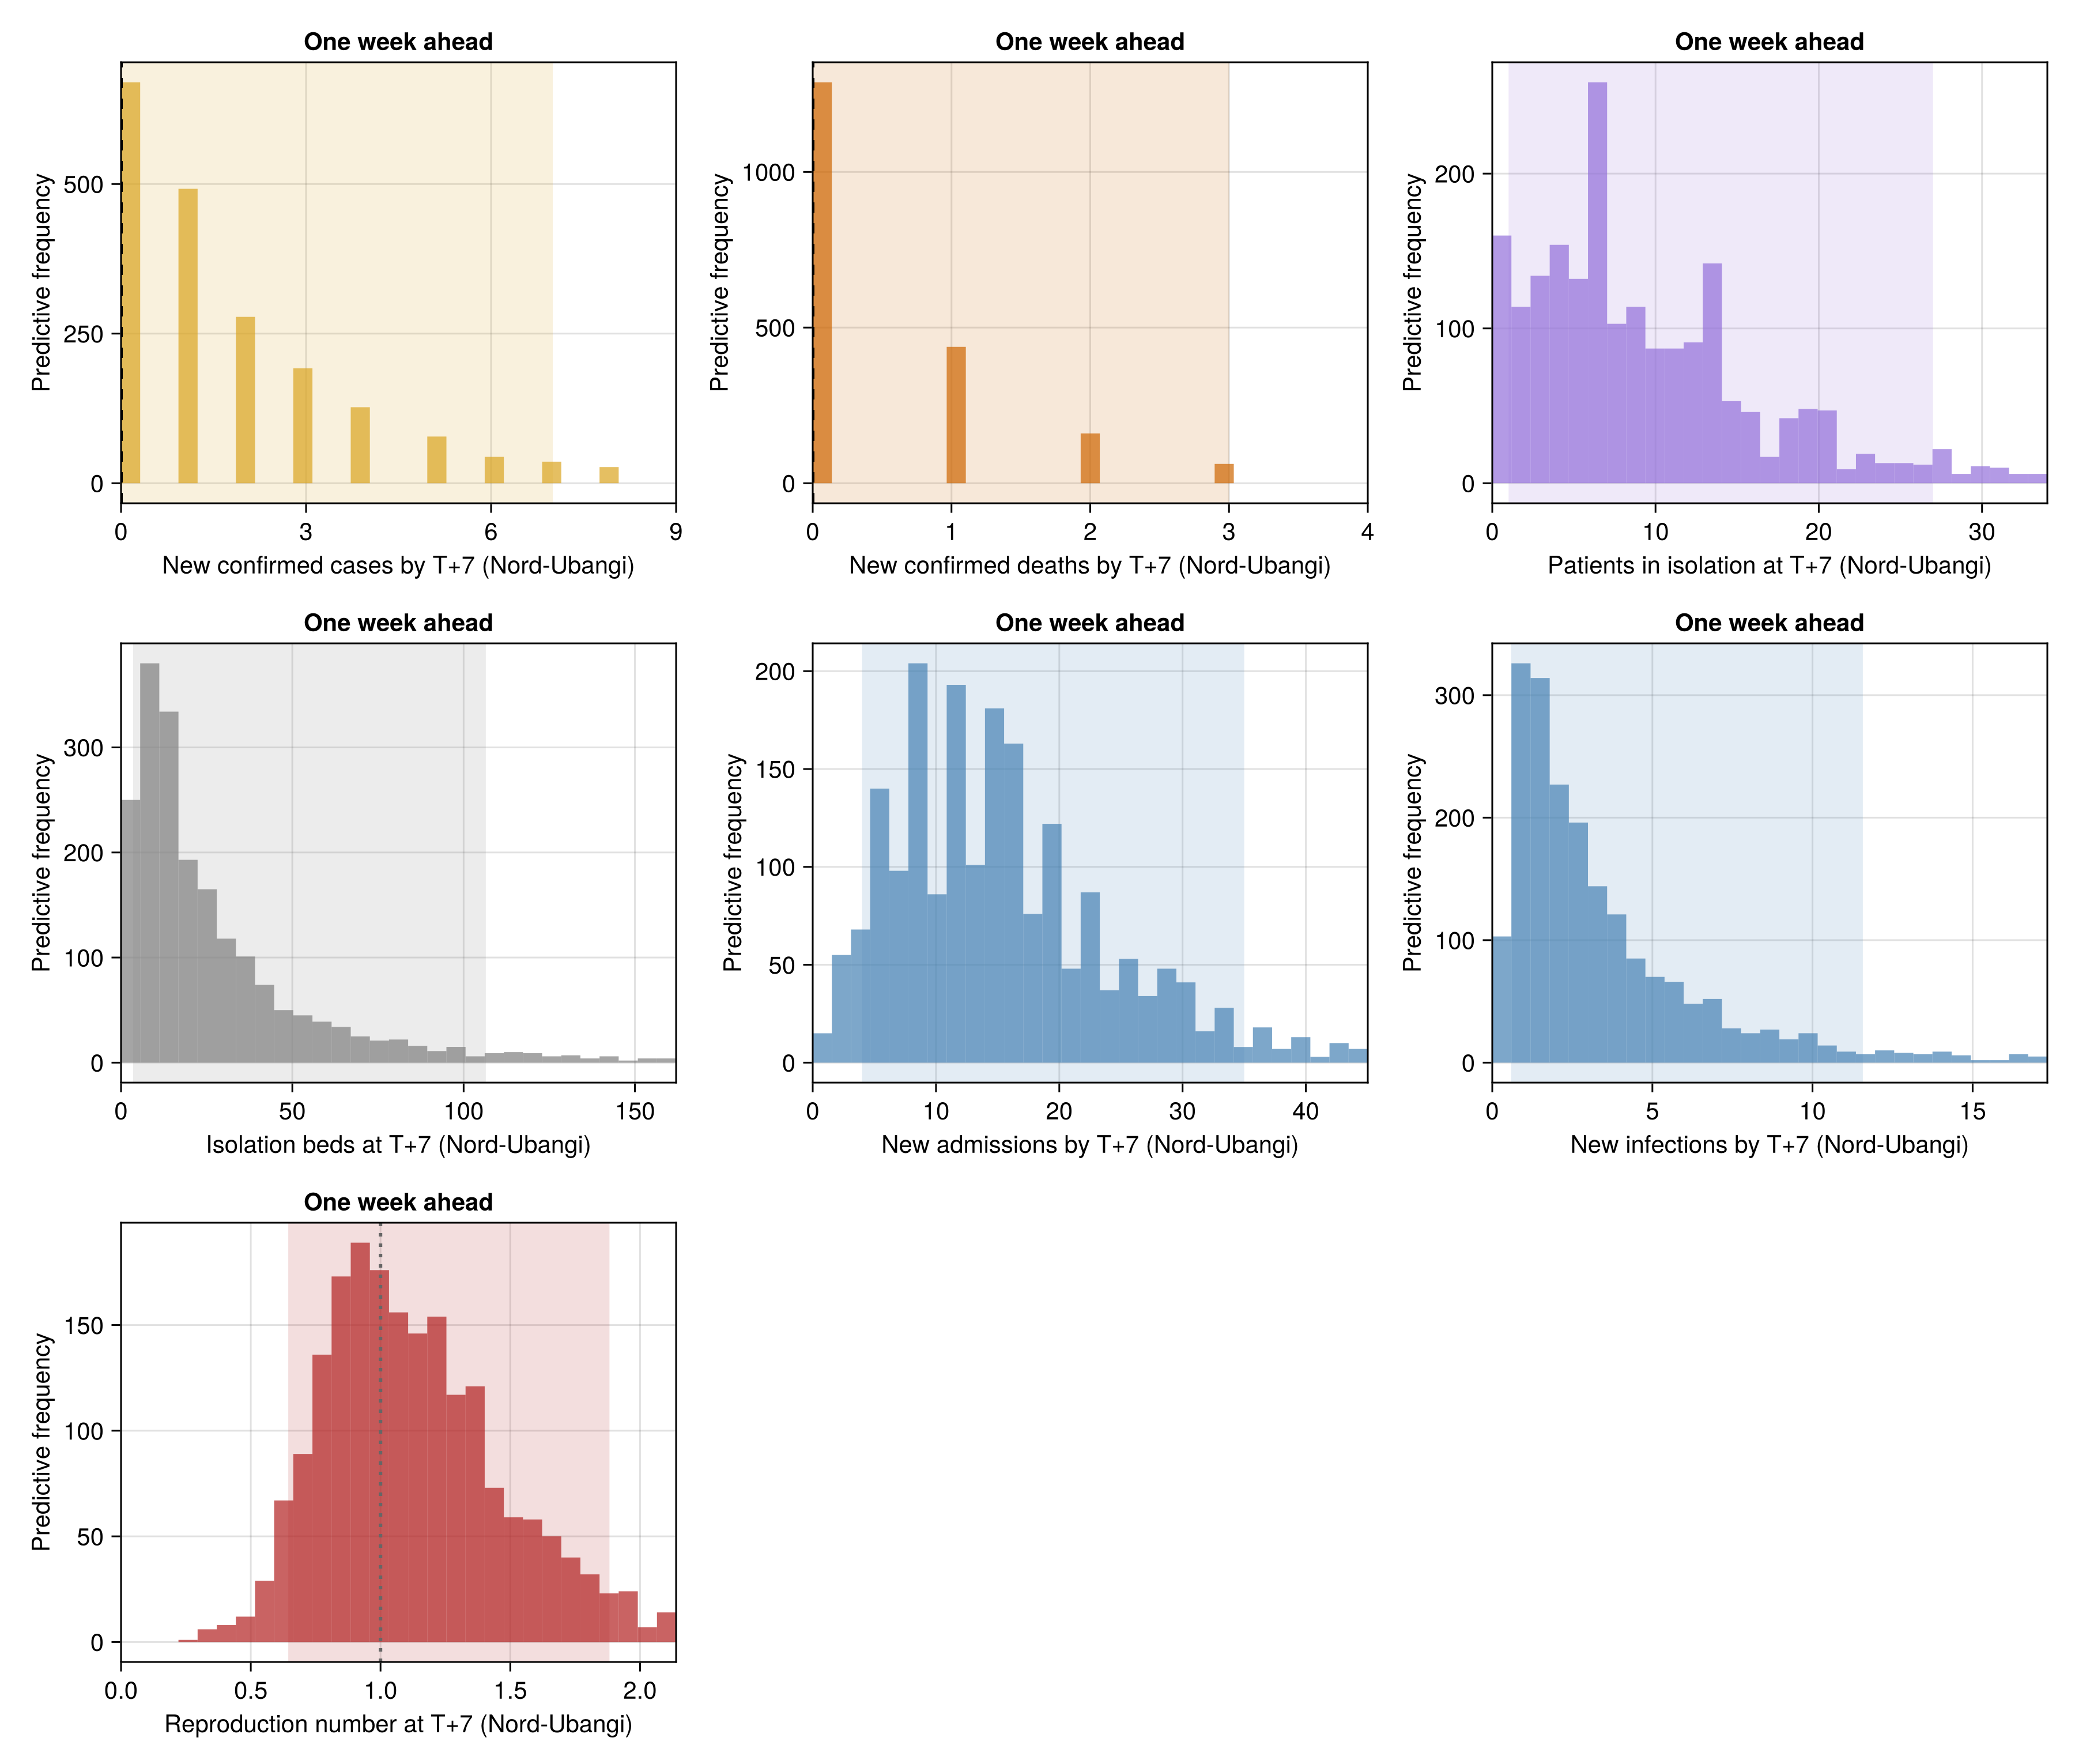 One week ahead
Predictive frequency
500
250
0
0
3
6
9
New confirmed cases by T+7 (Nord-Ubangi)
One week ahead
Predictive frequency
1000
500
0
0
1
2
3
4
New confirmed deaths by T+7 (Nord-Ubangi)
One week ahead
Predictive frequency
200
100
0
0
10
20
30
Patients in isolation at T+7 (Nord-Ubangi)
One week ahead
Predictive frequency
300
200
100
0
0
50
100
150
Isolation beds at T+7 (Nord-Ubangi)
One week ahead
Predictive frequency
200
150
100
50
0
0
10
20
30
40
New admissions by T+7 (Nord-Ubangi)
One week ahead
Predictive frequency
300
200
100
0
0
5
10
15
New infections by T+7 (Nord-Ubangi)
One week ahead
Predictive frequency
150
100
50
0
0.0
0.5
1.0
1.5
2.0
Reproduction number at T+7 (Nord-Ubangi)